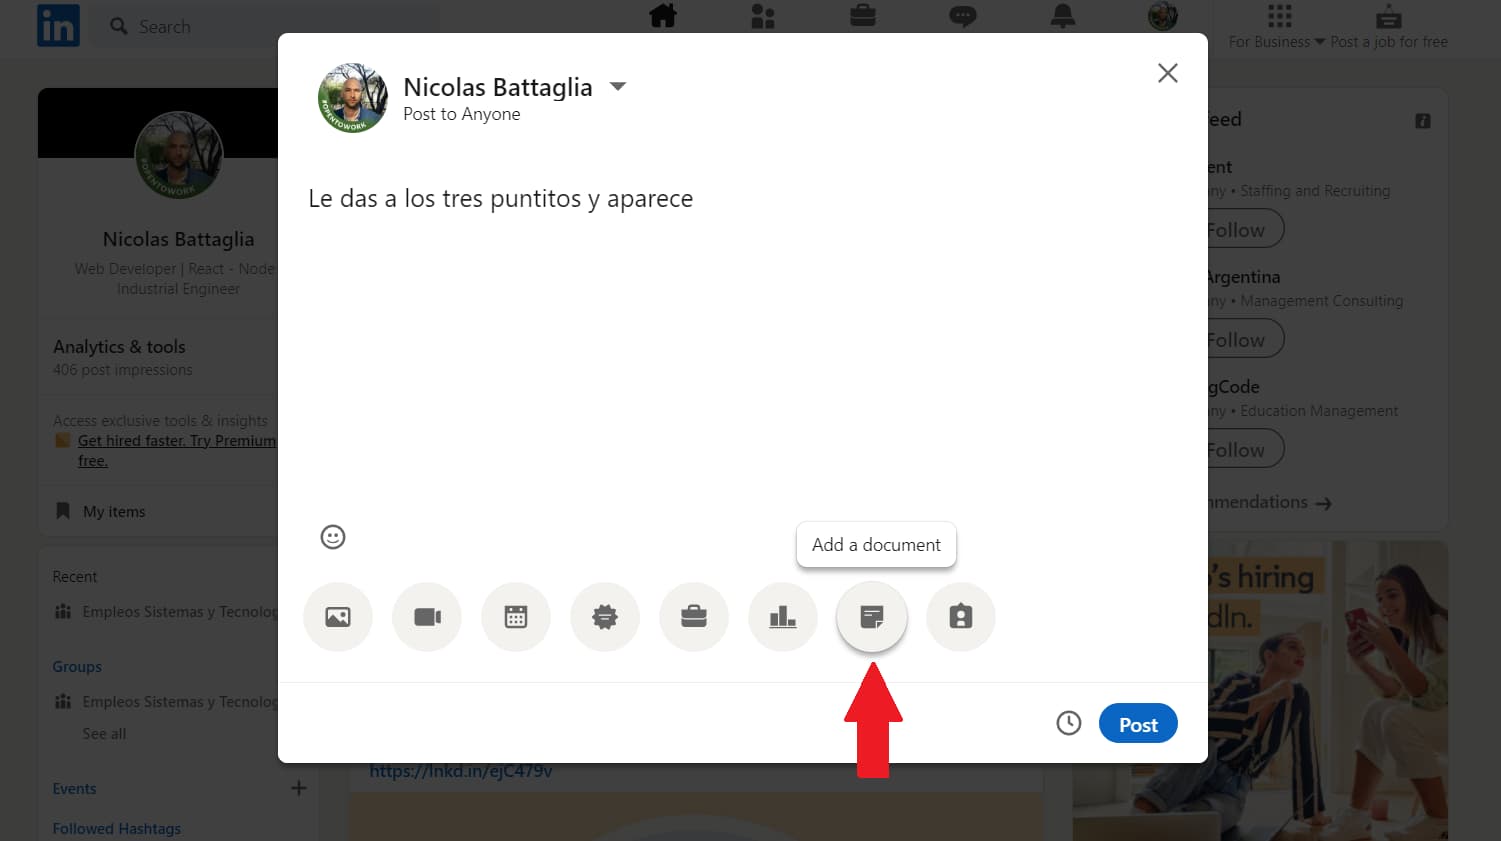 in
Search
For Business
Post a job for free
Nicolas Battaglia
Post to Anyone
Le das a los tres puntitos y aparece
Add a document
Post
#OPENTOWORK
#OPENTOWORK
Nicolas Battaglia
Web Developer | React - Node
Industrial Engineer
Analytics & tools
406 post impressions
Access exclusive tools & insights
Get hired faster. Try Premium
free.
My items
Recent
Empleos Sistemas y Tecnolog
Groups
Empleos Sistemas y Tecnolog
See all
Events
Followed Hashtags
https://lnkd.in/ejC479v
eed
ent
ny • Staffing and Recruiting
Follow
Argentina
ny • Management Consulting
Follow
gCode
ny • Education Management
Follow
mmendations
's hiring
dIn.